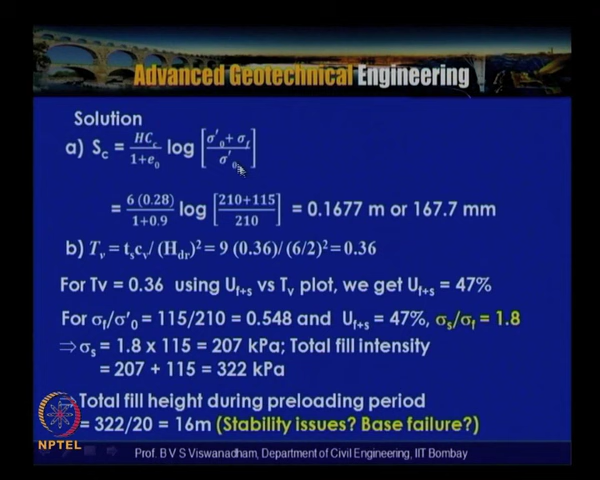 Advanced Geotechnical Engineering
Solution
a) S_c = HC_c / 1+e_0 log [σ'_0 + σ_f / σ'_0]
= 6 (0.28) / 1+0.9 log [210+115 / 210] = 0.1677 m or 167.7 mm
b) T_v = t_s c_v / (H_dr)² = 9 (0.36)/ (6/2)² = 0.36
For Tv = 0.36 using U_f+s vs T_v plot, we get U_f+s = 47%
For σ_f/σ'_0 = 115/210 = 0.548 and U_f+s = 47%, σ_s/σ_f = 1.8
⇒σ_s = 1.8 x 115 = 207 kPa; Total fill intensity
= 207 + 115 = 322 kPa
Total fill height during preloading period
= 322/20 = 16m (Stability issues? Base failure?)
NPTEL
Prof. B V S Viswanadham, Department of Civil Engineering, IIT Bombay